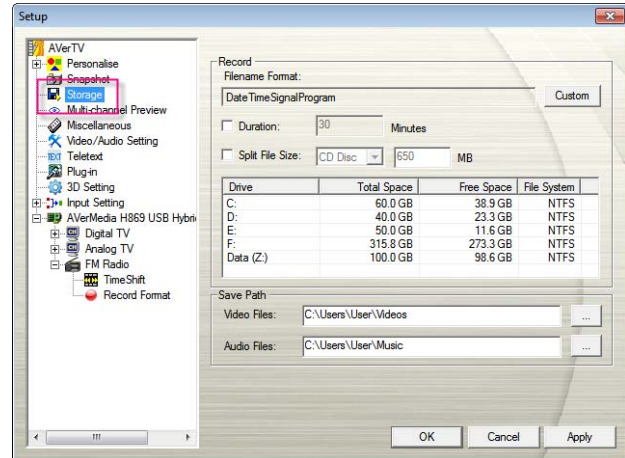 Setup
AVerTV
Personalise
Snapshot
Storage
Multi-channel Preview
Miscellaneous
Video/Audio Setting
TEXT Teletext
Plug-in
3D Setting
Input Setting
AVerMedia H869 USB Hybri
Digital TV
Analog TV
FM Radio
TimeShift
Record Format
Record
Filename Format:
DateTimeSignalProgram
Custom
Duration: 30 Minutes
Split File Size: CD Disc 650 MB
Drive Total Space Free Space File System
C: 60.0 GB 38.9 GB NTFS
D: 40.0 GB 23.3 GB NTFS
E: 50.0 GB 11.6 GB NTFS
F: 315.8 GB 273.3 GB NTFS
Data (Z:) 100.0 GB 98.6 GB NTFS
Save Path
Video Files: C:\Users\User\Videos ...
Audio Files: C:\Users\User\Music ...
OK Cancel Apply